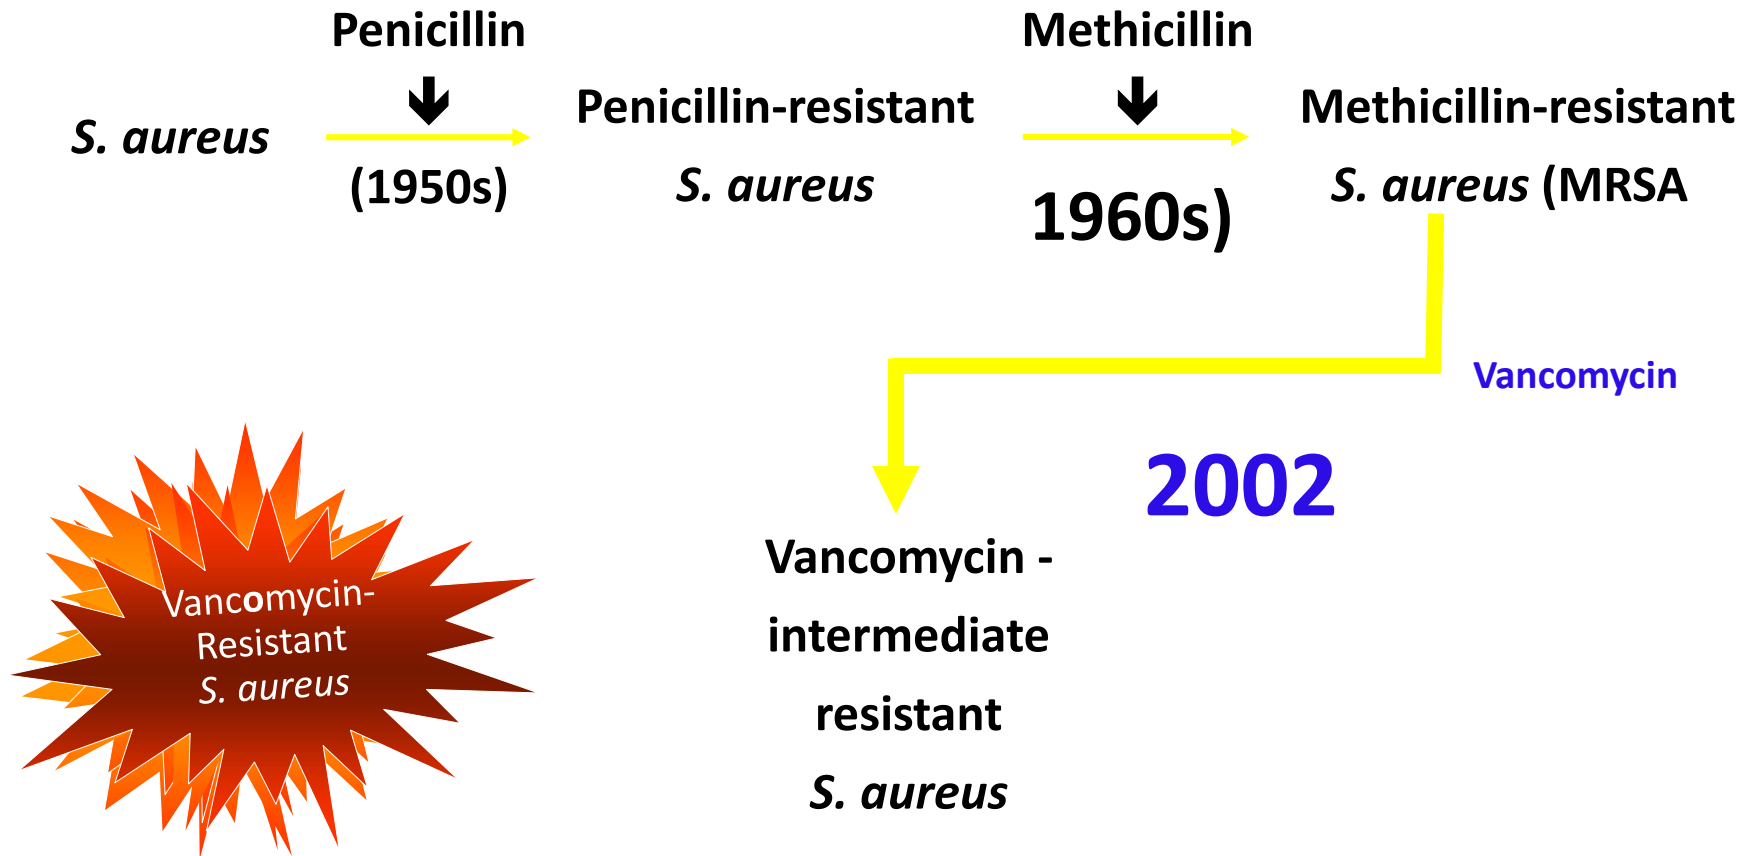 Penicillin
Methicillin
S. aureus
(1950s)
Penicillin-resistant
S. aureus
1960s)
Methicillin-resistant
S. aureus (MRSA
Vancomycin
2002
Vancomycin -
intermediate
resistant
S. aureus
Vancomycin-
Resistant
S. aureus